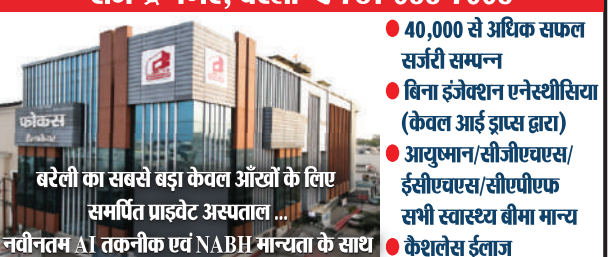 फोकस
बरेली का सबसे बड़ा केवल आँखों के लिए
समर्पित प्राइवेट अस्पताल ...
नवीनतम AI तकनीक एवं NABH मान्यता के साथ
● 40,000 से अधिक सफल
सर्जरी सम्पन्न
● बिना इंजेक्शन एनेस्थीसिया
(केवल आई ड्राप्स द्वारा)
● आयुष्मान/सीजीएचएस/
ईसीएचएस/सीएपीएफ
सभी स्वास्थ्य बीमा मान्य
● कैशलेस ईलाज